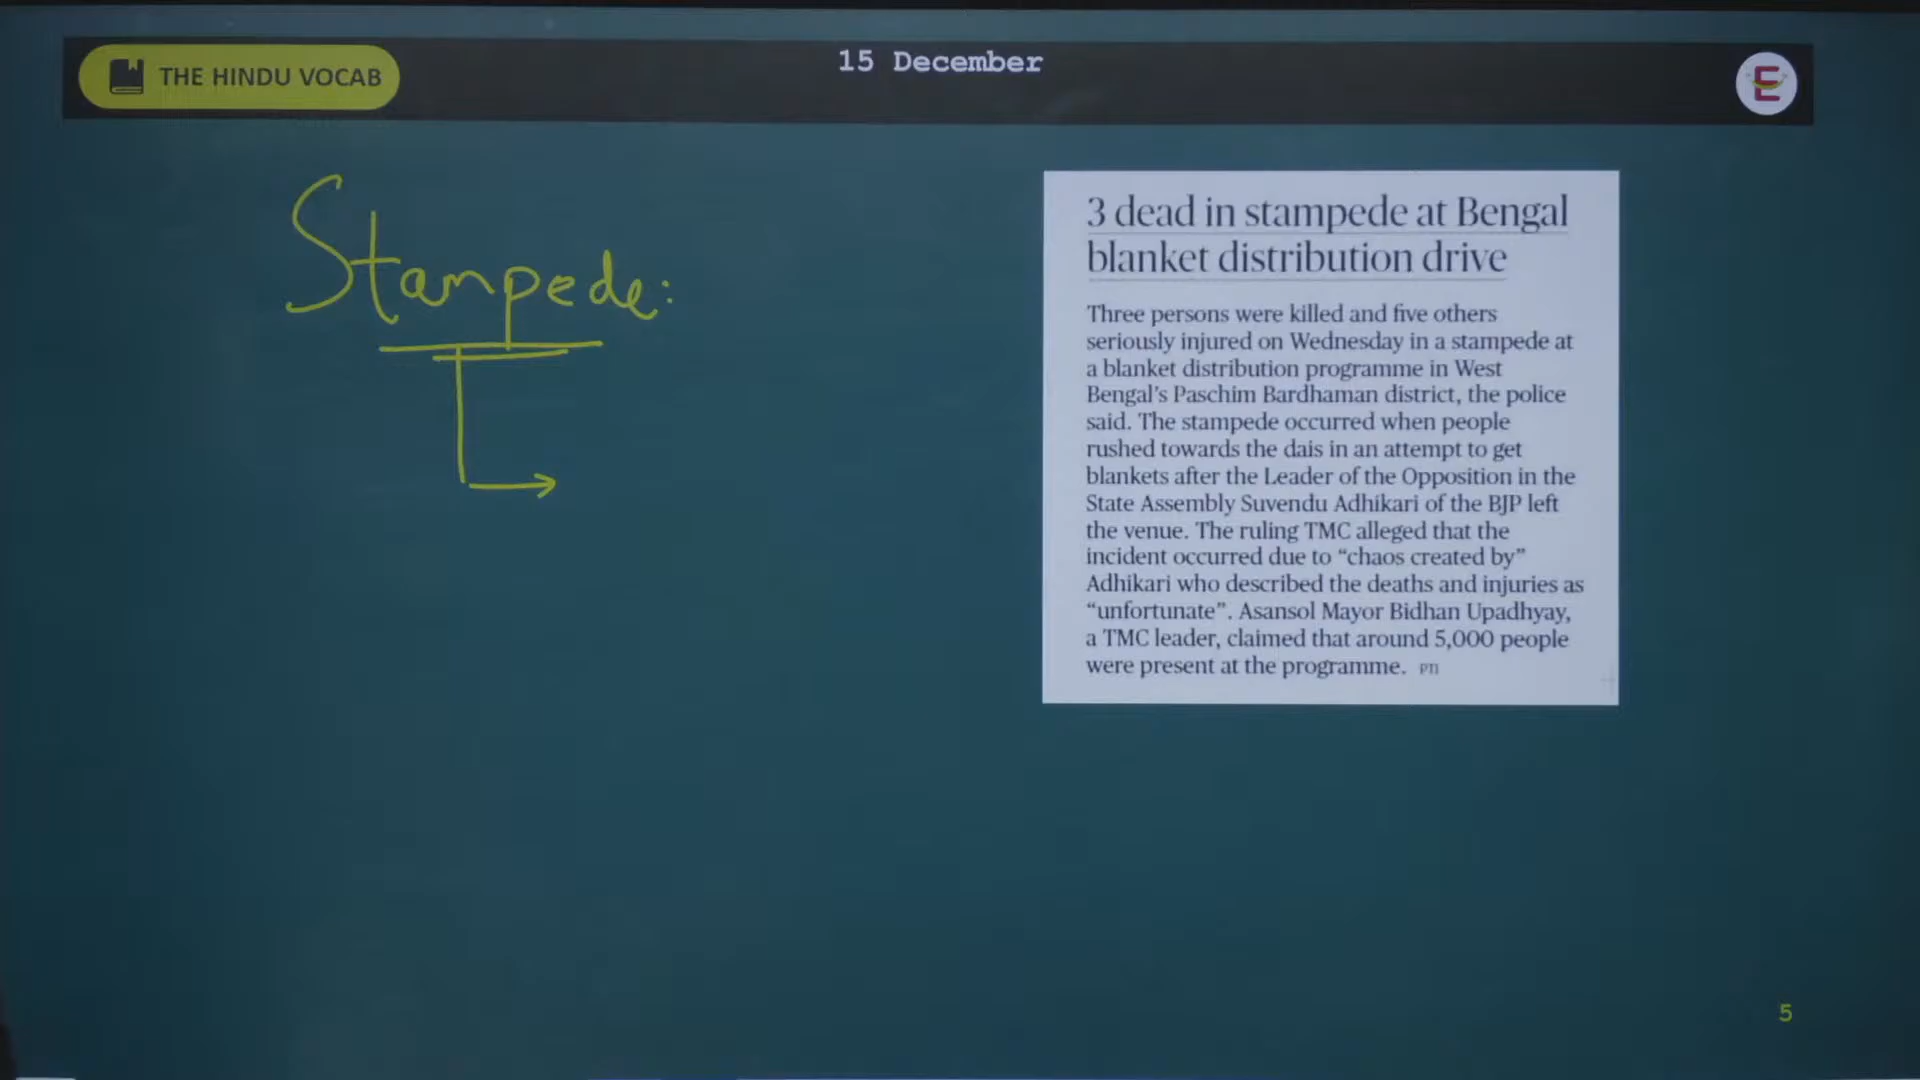 THE HINDU VOCAB
15 December
E
Stampede:
3 dead in stampede at Bengal
blanket distribution drive
Three persons were killed and five others
seriously injured on Wednesday in a stampede at
a blanket distribution programme in West
Bengal's Paschim Bardhaman district, the police
said. The stampede occurred when people
rushed towards the dais in an attempt to get
blankets after the Leader of the Opposition in the
State Assembly Suvendu Adhikari of the BJP left
the venue. The ruling TMC alleged that the
incident occurred due to “chaos created by”
Adhikari who described the deaths and injuries as
“unfortunate”. Asansol Mayor Bidhan Upadhyay,
a TMC leader, claimed that around 5,000 people
were present at the programme. PTI
5